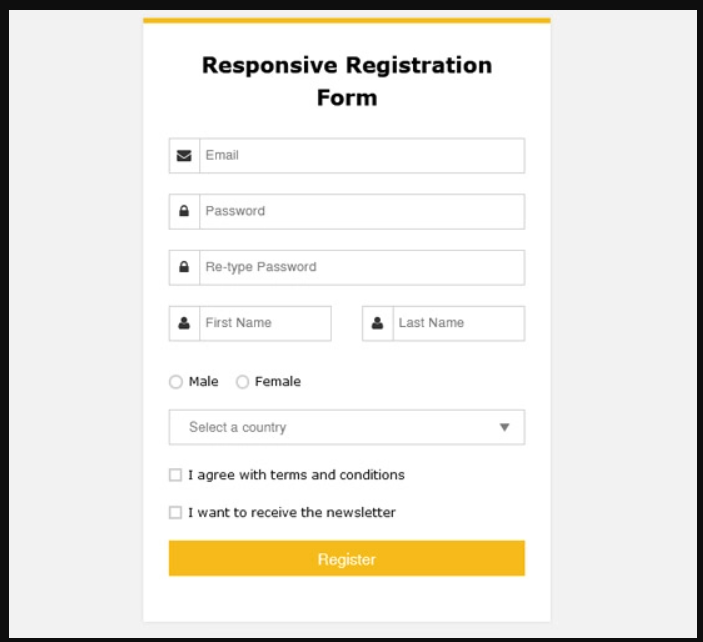 Responsive Registration
Form
Email
Password
Re-type Password
First Name Last Name
Male Female
Select a country
I agree with terms and conditions
I want to receive the newsletter
Register